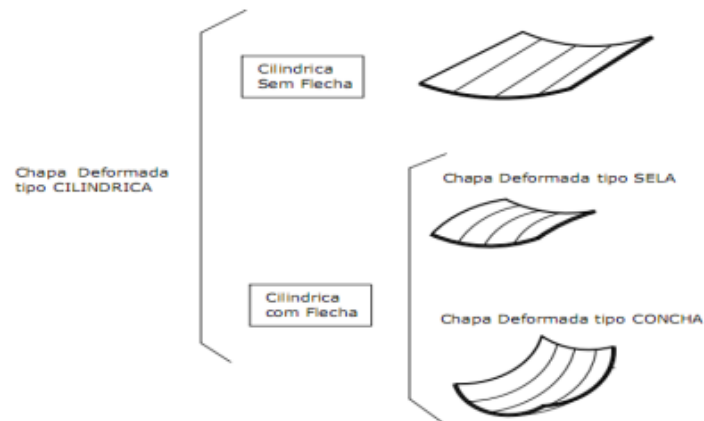 Cilindrica
Sem Flecha
Chapa Deformada
tipo CILINDRICA
Chapa Deformada tipo SELA
Cilindrica
com Flecha
Chapa Deformada tipo CONCHA